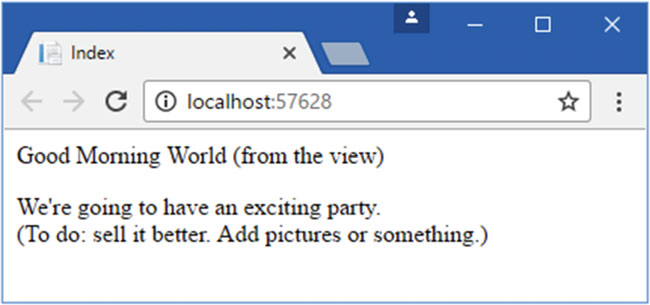 Index
localhost:57628
Good Morning World (from the view)
We're going to have an exciting party.
(To do: sell it better. Add pictures or something.)